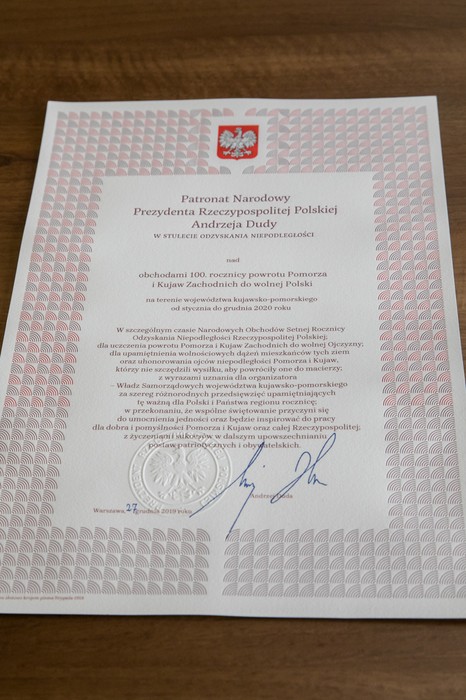 Patronat Narodowy
Prezydenta Rzeczypospolitej Polskiej
Andrzeja Dudy
W STULECIE ODZYSKANIA NIEPODLEGŁOŚCI
nad
obchodami 100. rocznicy powrotu Pomorza
i Kujaw Zachodnich do wolnej Polski
na terenie województwa kujawsko-pomorskiego
od stycznia do grudnia 2020 roku
W szczególnym czasie Narodowych Obchodów Setnej Rocznicy
Odzyskania Niepodległości Rzeczypospolitej Polskiej;
dla uczczenia powrotu Pomorza i Kujaw Zachodnich do wolnej Ojczyzny;
dla upamiętnienia wolnościowych dążeń mieszkańców tych ziem
oraz uhonorowania ojców niepodległości Pomorza i Kujaw,
którzy nie szczędzili wysiłku, aby powróciły one do macierzy;
z wyrazami uznania dla organizatora
– Władz Samorządowych województwa kujawsko-pomorskiego
za szereg różnorodnych przedsięwzięć upamiętniających
tę ważną dla Polski i Państwa regionu rocznicę;
w przekonaniu, że wspólne świętowanie przyczyni się
do umocnienia jedności oraz będzie inspirować do pracy
dla dobra i pomyślności Pomorza i Kujaw oraz całej Rzeczypospolitej;
z życzeniami sukcesów w dalszym upowszechnianiu
postaw patriotycznych i obywatelskich.
Andrzej Duda
Warszawa, 27 grudnia 2019 roku